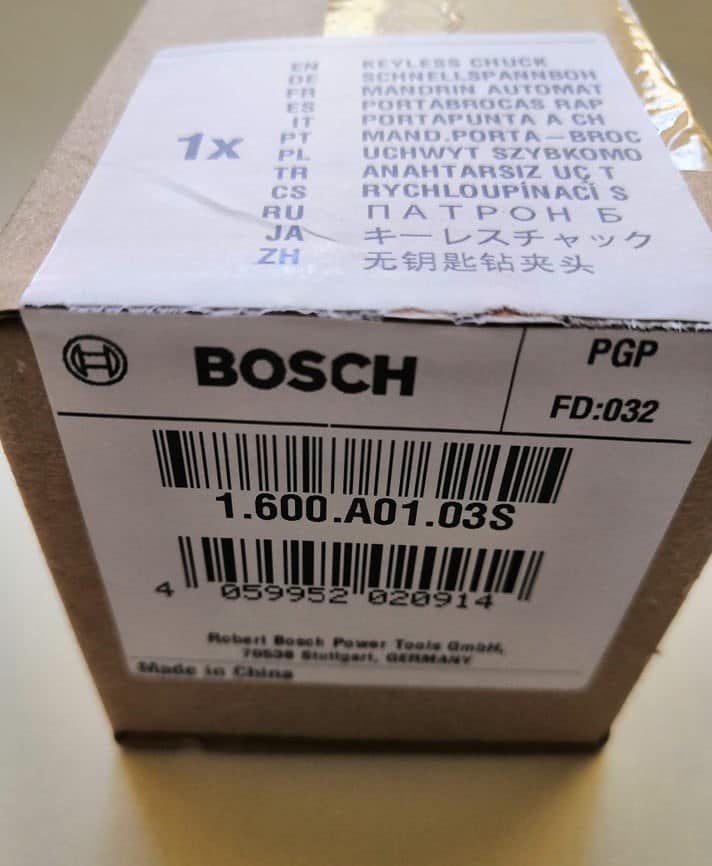 1x
EN KEYLESS CHUCK
DE SCHNELLSPANNBOH
FR MANDRIN AUTOMAT
ES PORTABROCAS RAP
IT PORTAPUNTA A CH
PT MAND.PORTA-BROC
PL UCHWYT SZYBKOMO
TR ANAHTARSIZ UÇ T
CS RYCHLOUPÍNACÍ S
RU ПАТРОН Б
JA キーレスチャック
ZH 无钥匙钻夹头
BOSCH
PGP
FD:032
1.600.A01.03S
4 059952 020914
Robert Bosch Power Tools GmbH,
70538 Stuttgart, GERMANY
Made in China